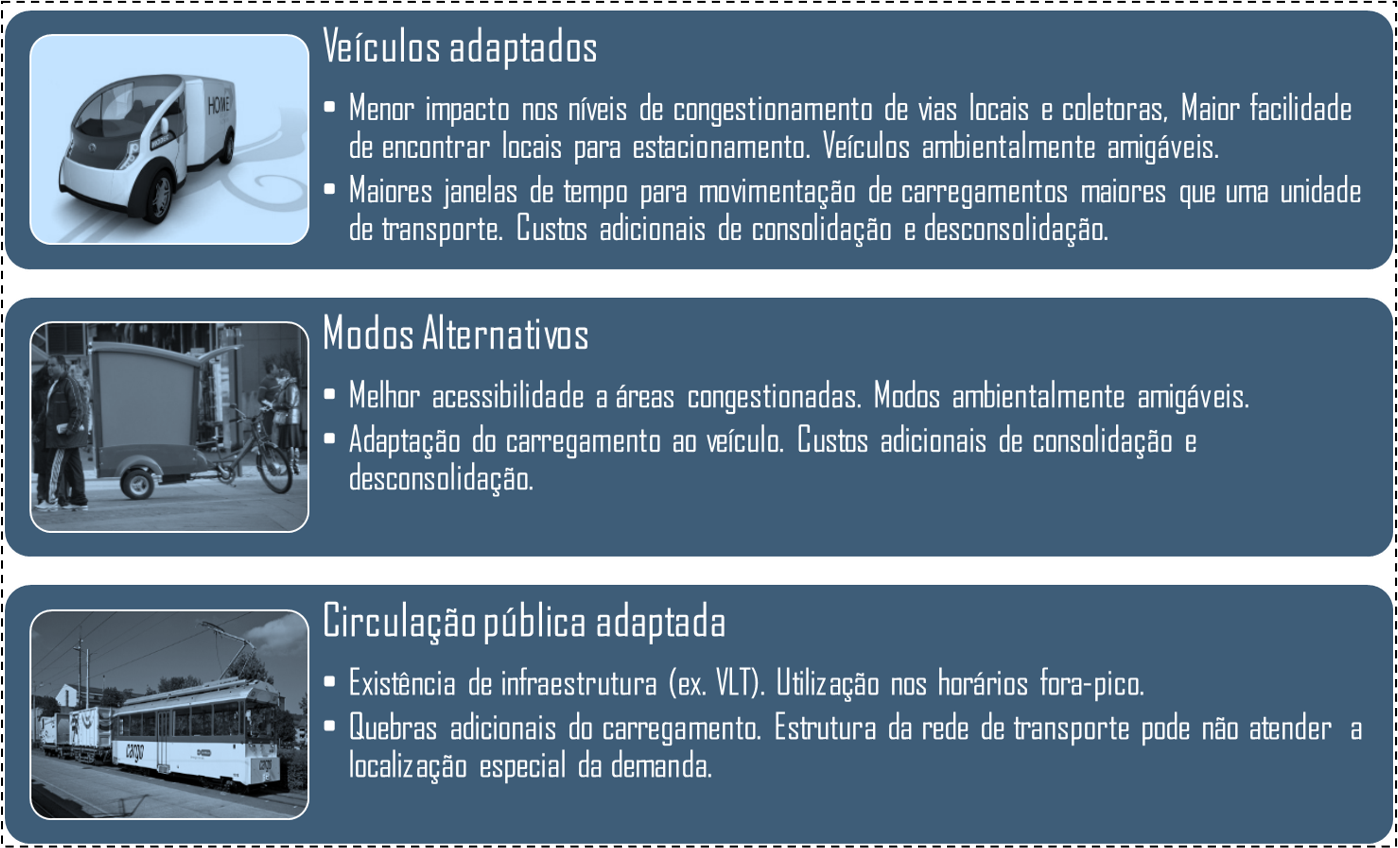 Veículos adaptados
HOME
• Menor impacto nos níveis de congestionamento de vias locais e coletoras, Maior facilidade
de encontrar locais para estacionamento. Veículos ambientalmente amigáveis.
• Maiores janelas de tempo para movimentação de carregamentos maiores que uma unidade
de transporte. Custos adicionais de consolidação e desconsolidação.
Modos Alternativos
• Melhor acessibilidade a áreas congestionadas. Modos ambientalmente amigáveis.
• Adaptação do carregamento ao veículo. Custos adicionais de consolidação e
desconsolidação.
Circulação pública adaptada
• Existência de infraestrutura (ex. VLT). Utilização nos horários fora-pico.
• Quebras adicionais do carregamento. Estrutura da rede de transporte pode não atender a
localização especial da demanda.
cargo
cargo